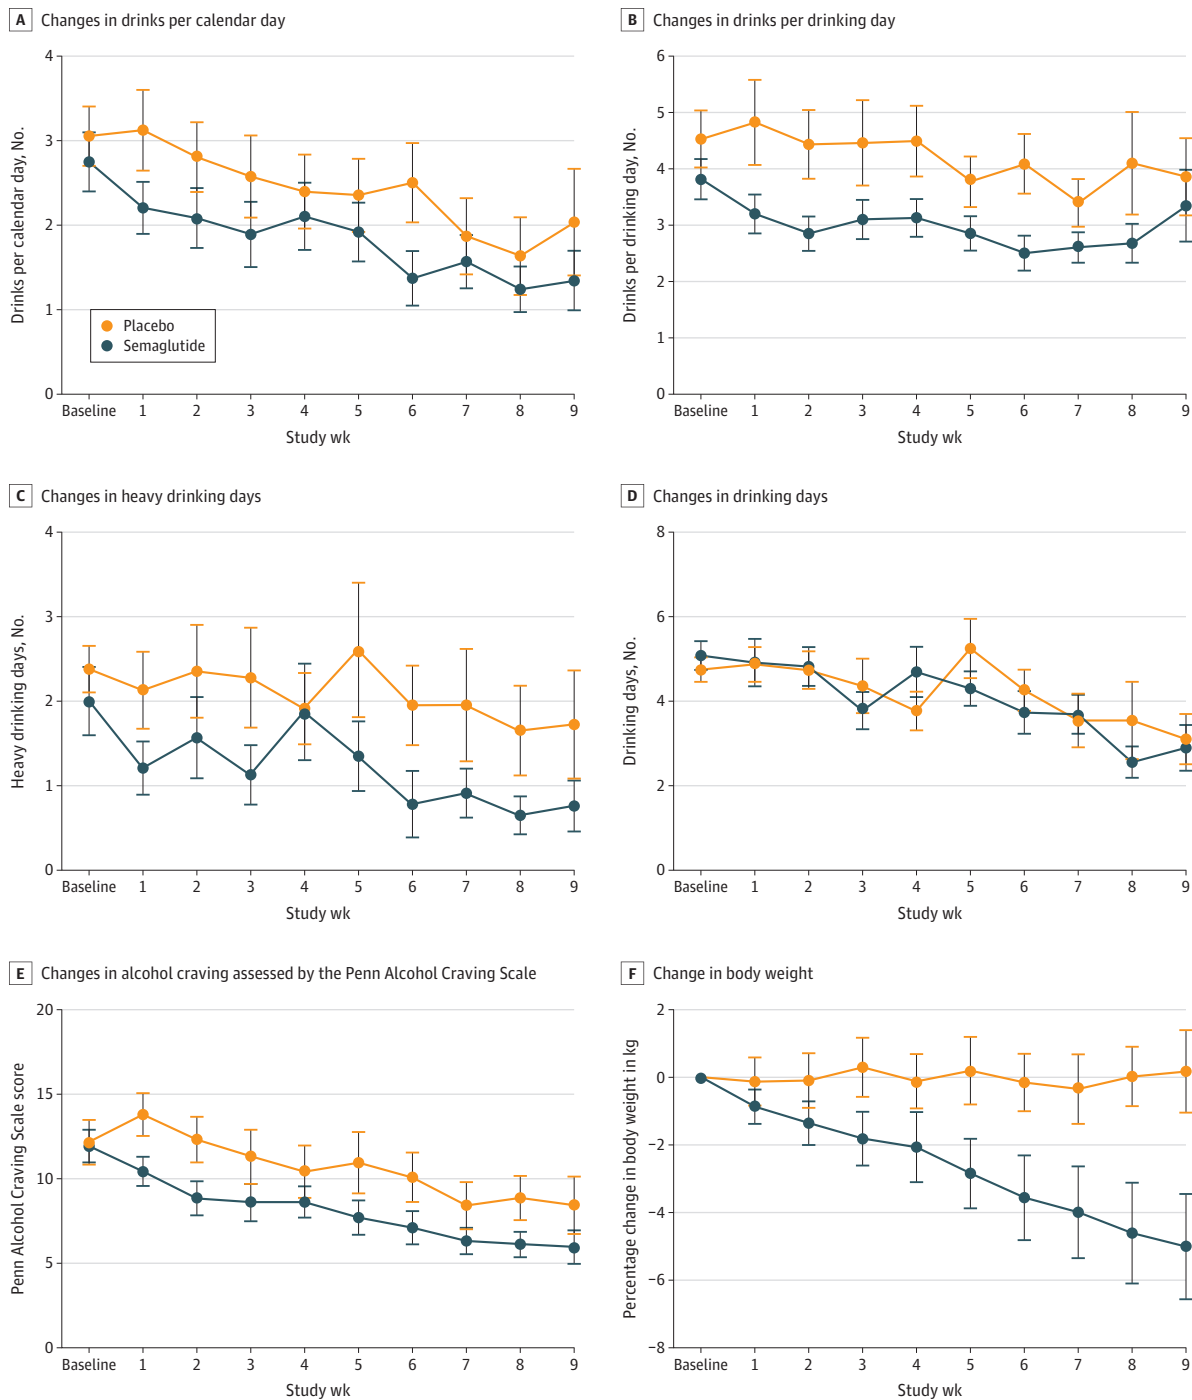 A Changes in drinks per calendar day
Drinks per calendar day, No.
4
3
2
1
0
Placebo
Semaglutide
Baseline 1 2 3 4 5 6 7 8 9
Study wk
B Changes in drinks per drinking day
Drinks per drinking day, No.
6
5
4
3
2
1
0
Baseline 1 2 3 4 5 6 7 8 9
Study wk
C Changes in heavy drinking days
Heavy drinking days, No.
4
3
2
1
0
Baseline 1 2 3 4 5 6 7 8 9
Study wk
D Changes in drinking days
Drinking days, No.
8
6
4
2
0
Baseline 1 2 3 4 5 6 7 8 9
Study wk
E Changes in alcohol craving assessed by the Penn Alcohol Craving Scale
Penn Alcohol Craving Scale score
20
15
10
5
0
Baseline 1 2 3 4 5 6 7 8 9
Study wk
F Change in body weight
Percentage change in body weight in kg
2
0
−2
−4
−6
−8
Baseline 1 2 3 4 5 6 7 8 9
Study wk